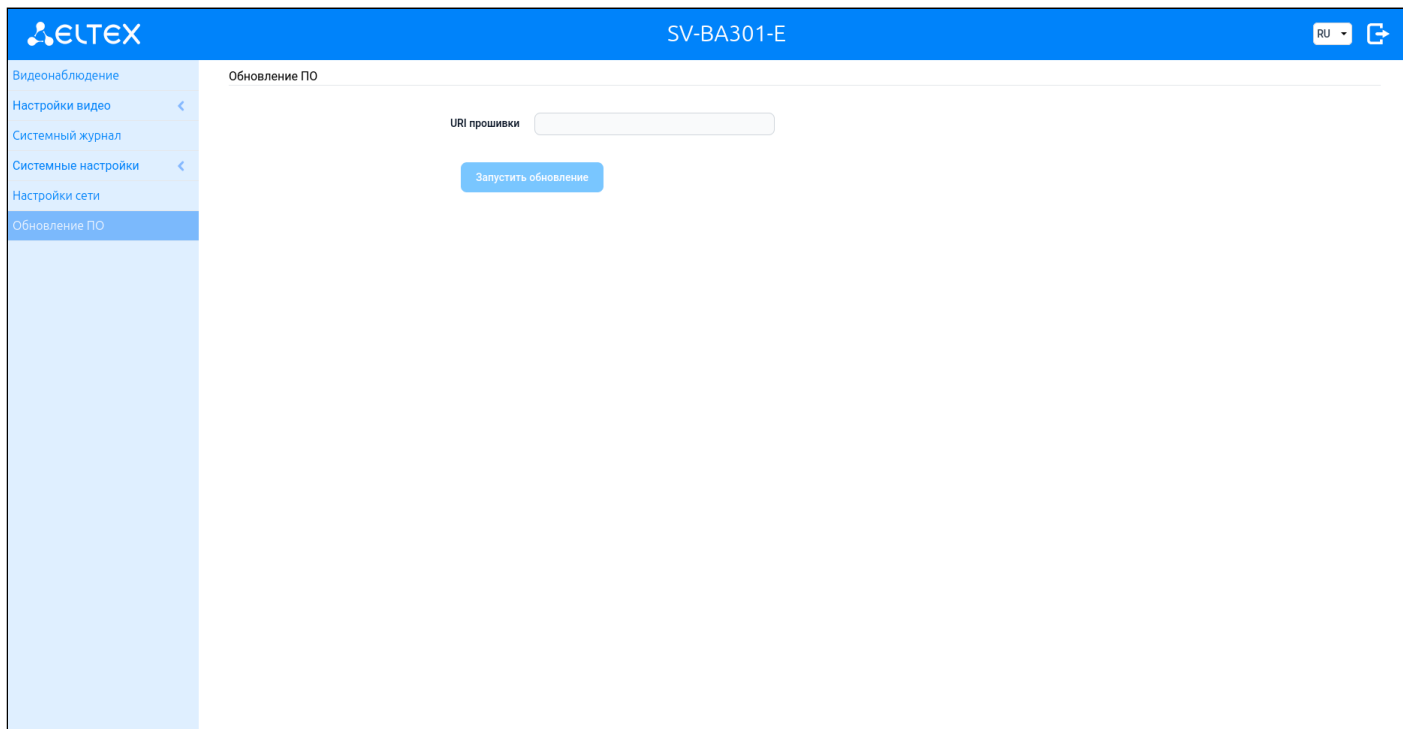 ELTEX
SV-BA301-E
RU
Видеонаблюдение
Настройки видео
Системный журнал
Системные настройки
Настройки сети
Обновление ПО
Обновление ПО
URI прошивки
Запустить обновление